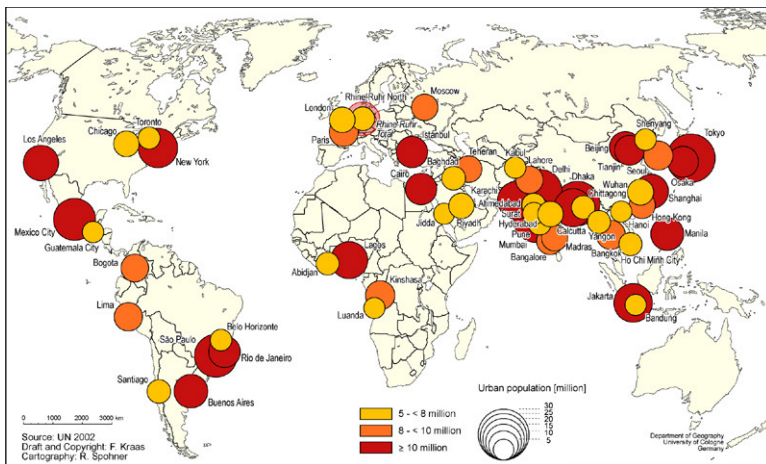 Rhine-Ruhr North
Moscow
London
Rhine Ruhr
Total
Toronto
Chicago
Paris
Istanbul
Shenyang
Tokyo
Los Angeles
Teheran
Kabul
Beijing
New York
Baghdad
Lahore
Delhi
Tianjin
Seoul
Cairo
Dhaka
Osaka
Karachi
Chittagong
Wuhan
Shanghai
Ahmedabad
Mexico City
Jidda
Riyadh
Surat
Hong Kong
Guatemala City
Hyderabad
Calcutta
Hanoi
Manila
Pune
Yangon
Lagos
Mumbai
Madras
Bangkok
Ho Chi Minh City
Bogota
Abidjan
Bangalore
Kinshasa
Lima
Luanda
Jakarta
Belo Horizonte
Bandung
São Paulo
Rio de Janeiro
Santiago
Buenos Aires
Urban population [million]
5 - < 8 million
8 - < 10 million
≥ 10 million
30
25
20
15
10
5
0 1000 2000 3000 km
Source: UN 2002
Draft and Copyright: F. Kraas
Cartography: R. Spohner
Department of Geography
University of Cologne
Germany